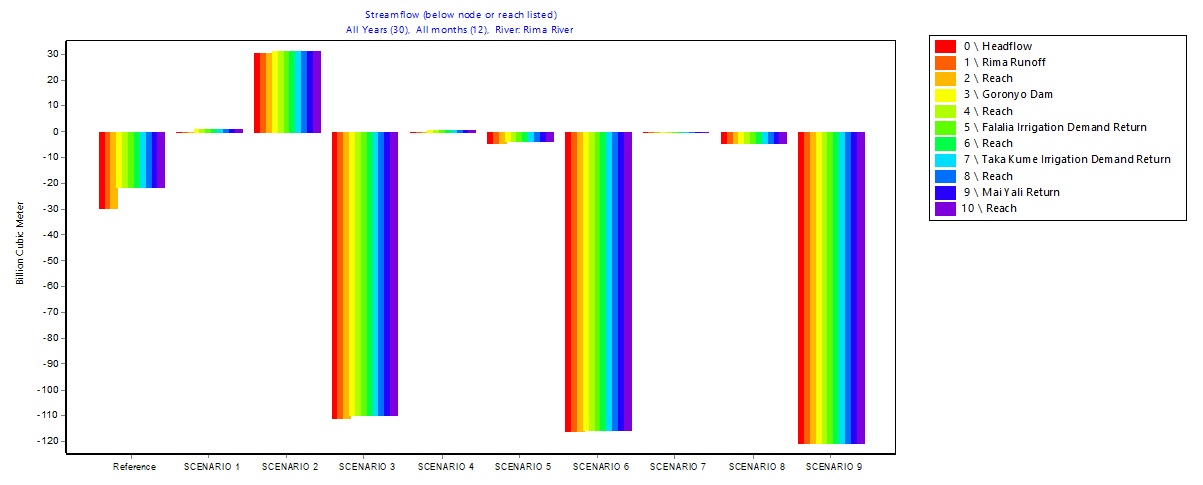 Streamflow (below node or reach listed)
All Years (30), All months (12), River: Rima River
Billion Cubic Meter
30
20
10
0
-10
-20
-30
-40
-50
-60
-70
-80
-90
-100
-110
-120
Reference SCENARIO 1 SCENARIO 2 SCENARIO 3 SCENARIO 4 SCENARIO 5 SCENARIO 6 SCENARIO 7 SCENARIO 8 SCENARIO 9
0 \ Headflow
1 \ Rima Runoff
2 \ Reach
3 \ Goronyo Dam
4 \ Reach
5 \ Falalia Irrigation Demand Return
6 \ Reach
7 \ Taka Kume Irrigation Demand Return
8 \ Reach
9 \ Mai Yali Return
10 \ Reach